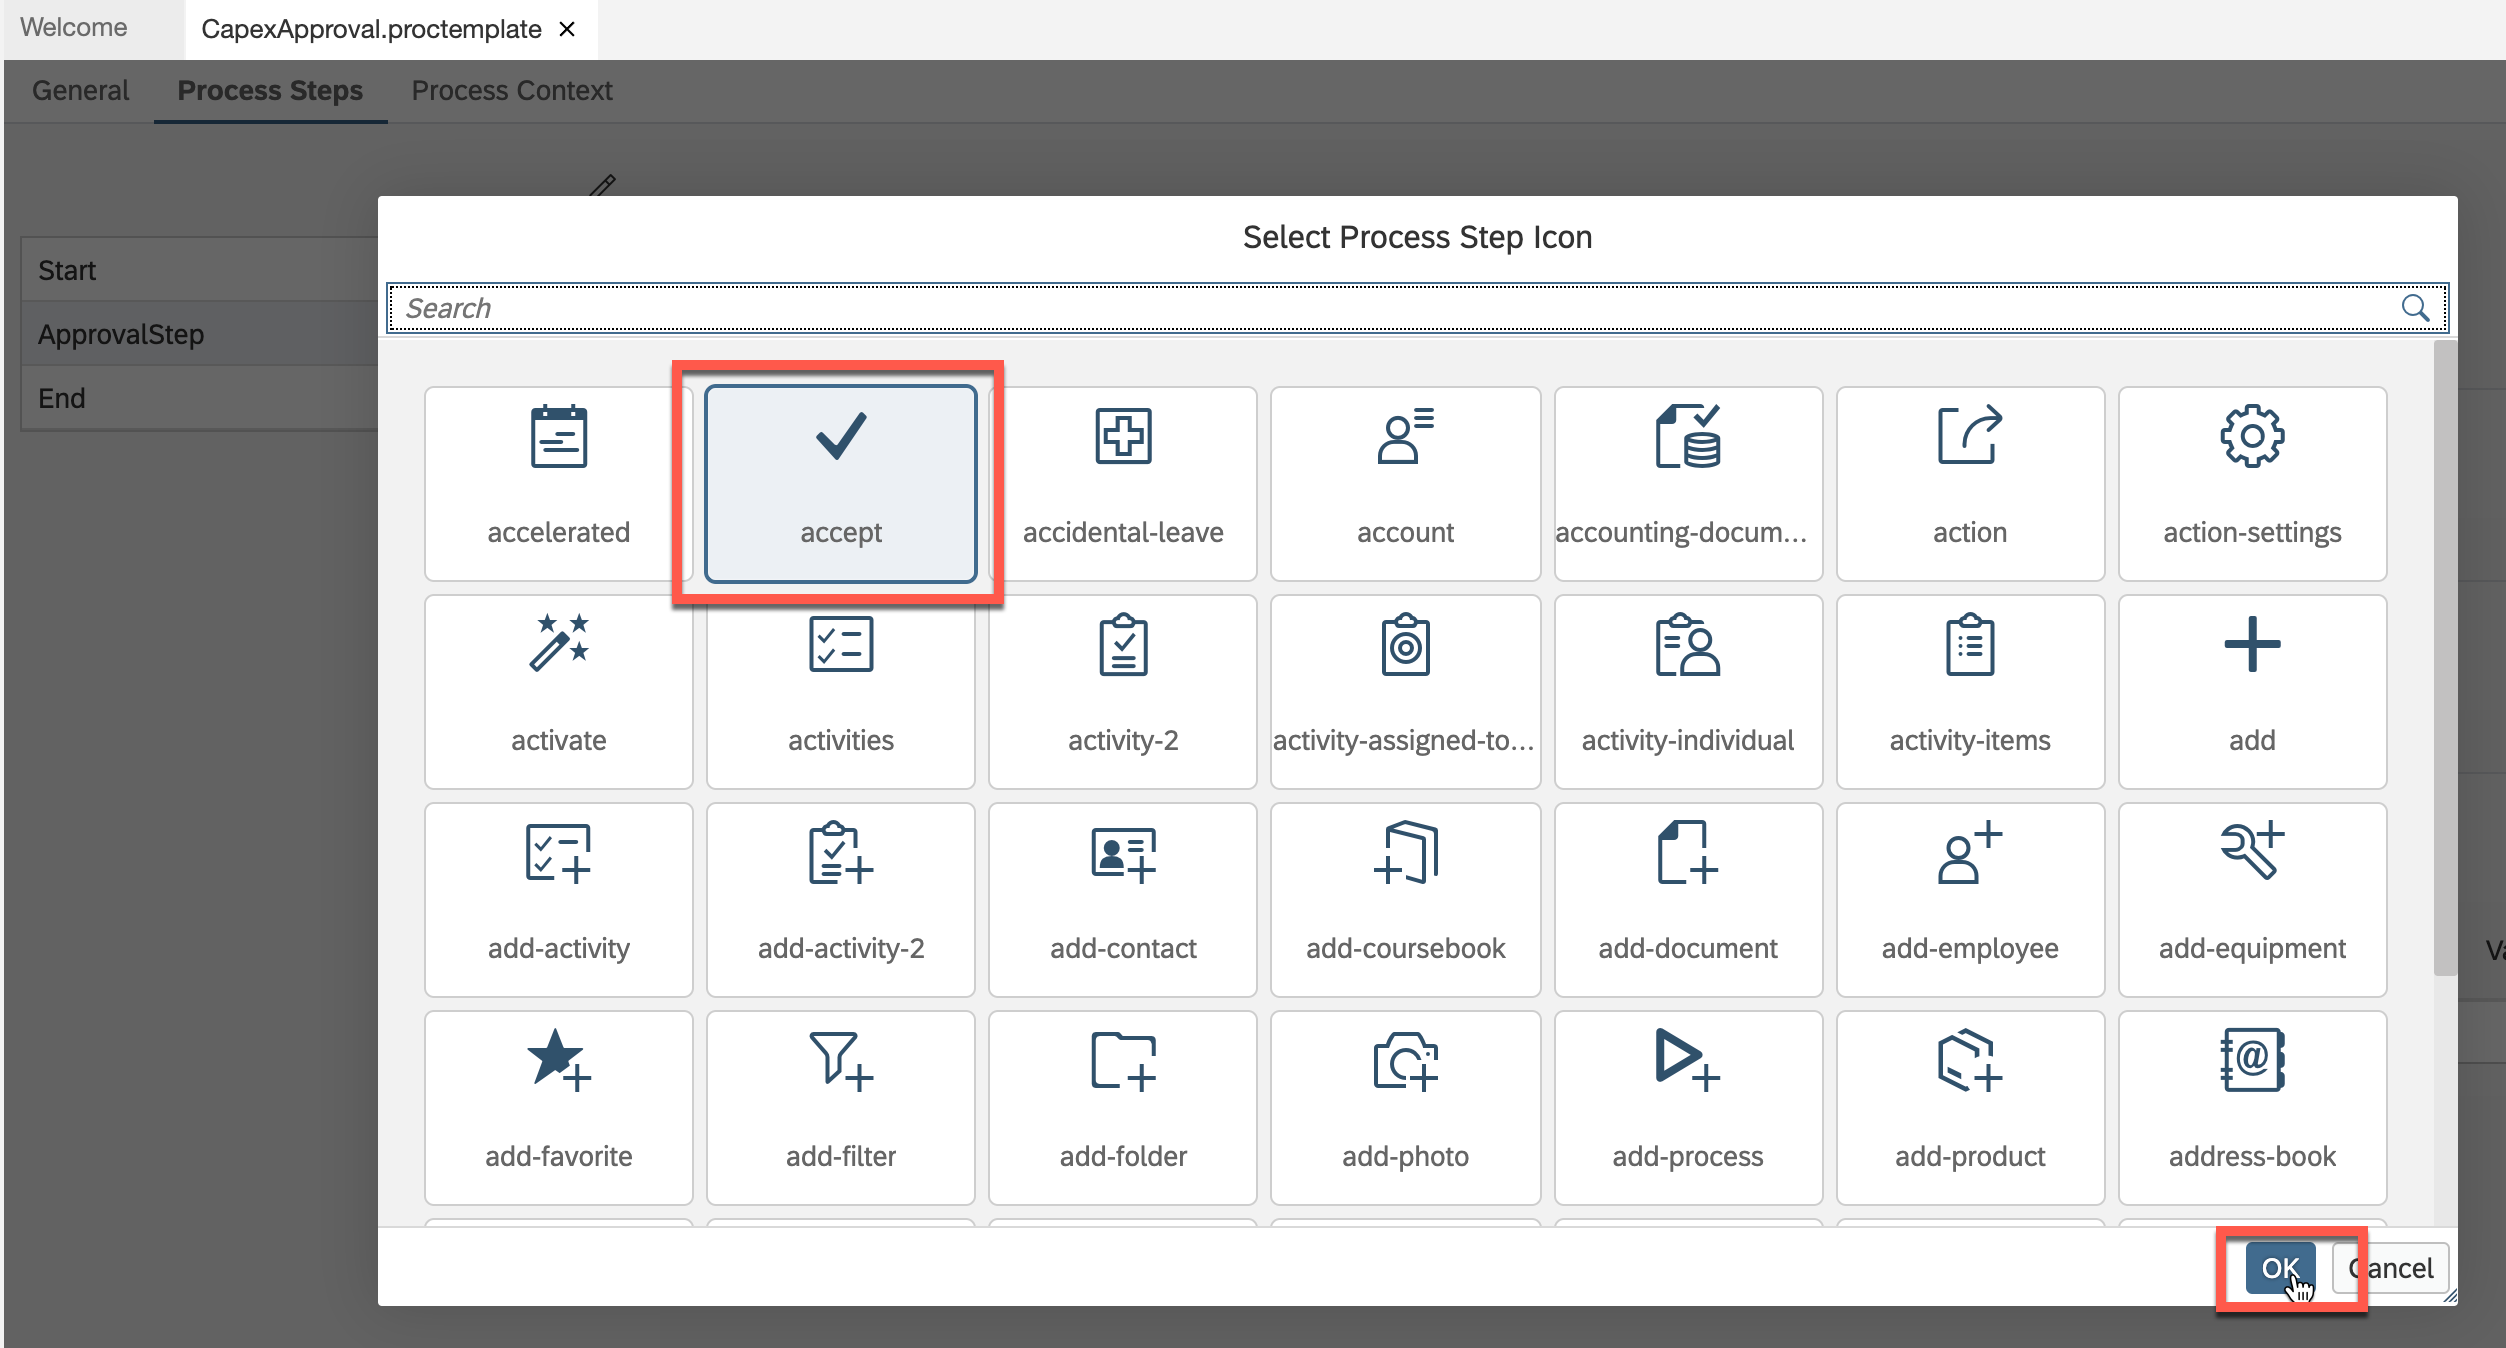 Welcome
CapexApproval.proctemplate
General Process Steps Process Context
Select Process Step Icon
Search
Start
ApprovalStep
End
accelerated accept accidental-leave account accounting-docum... action action-settings
activate activities activity-2 activity-assigned-to... activity-individual activity-items add
add-activity add-activity-2 add-contact add-coursebook add-document add-employee add-equipment
add-favorite add-filter add-folder add-photo add-process add-product address-book
OK Cancel